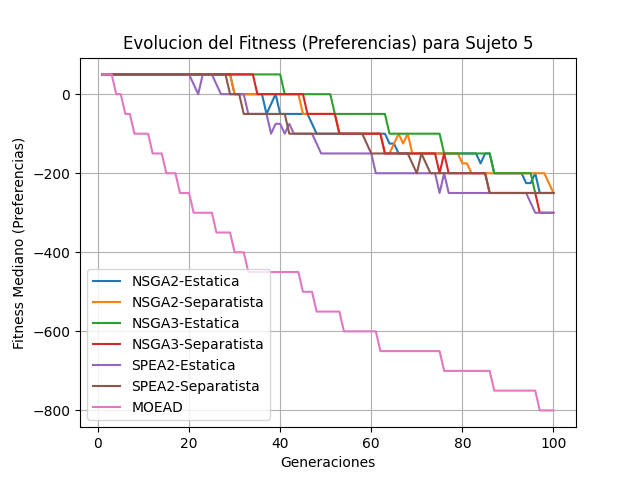 Evolucion del Fitness (Preferencias) para Sujeto 5
Fitness Mediano (Preferencias)
0
−200
−400
−600
−800
NSGA2-Estatica
NSGA2-Separatista
NSGA3-Estatica
NSGA3-Separatista
SPEA2-Estatica
SPEA2-Separatista
MOEAD
0 20 40 60 80 100
Generaciones